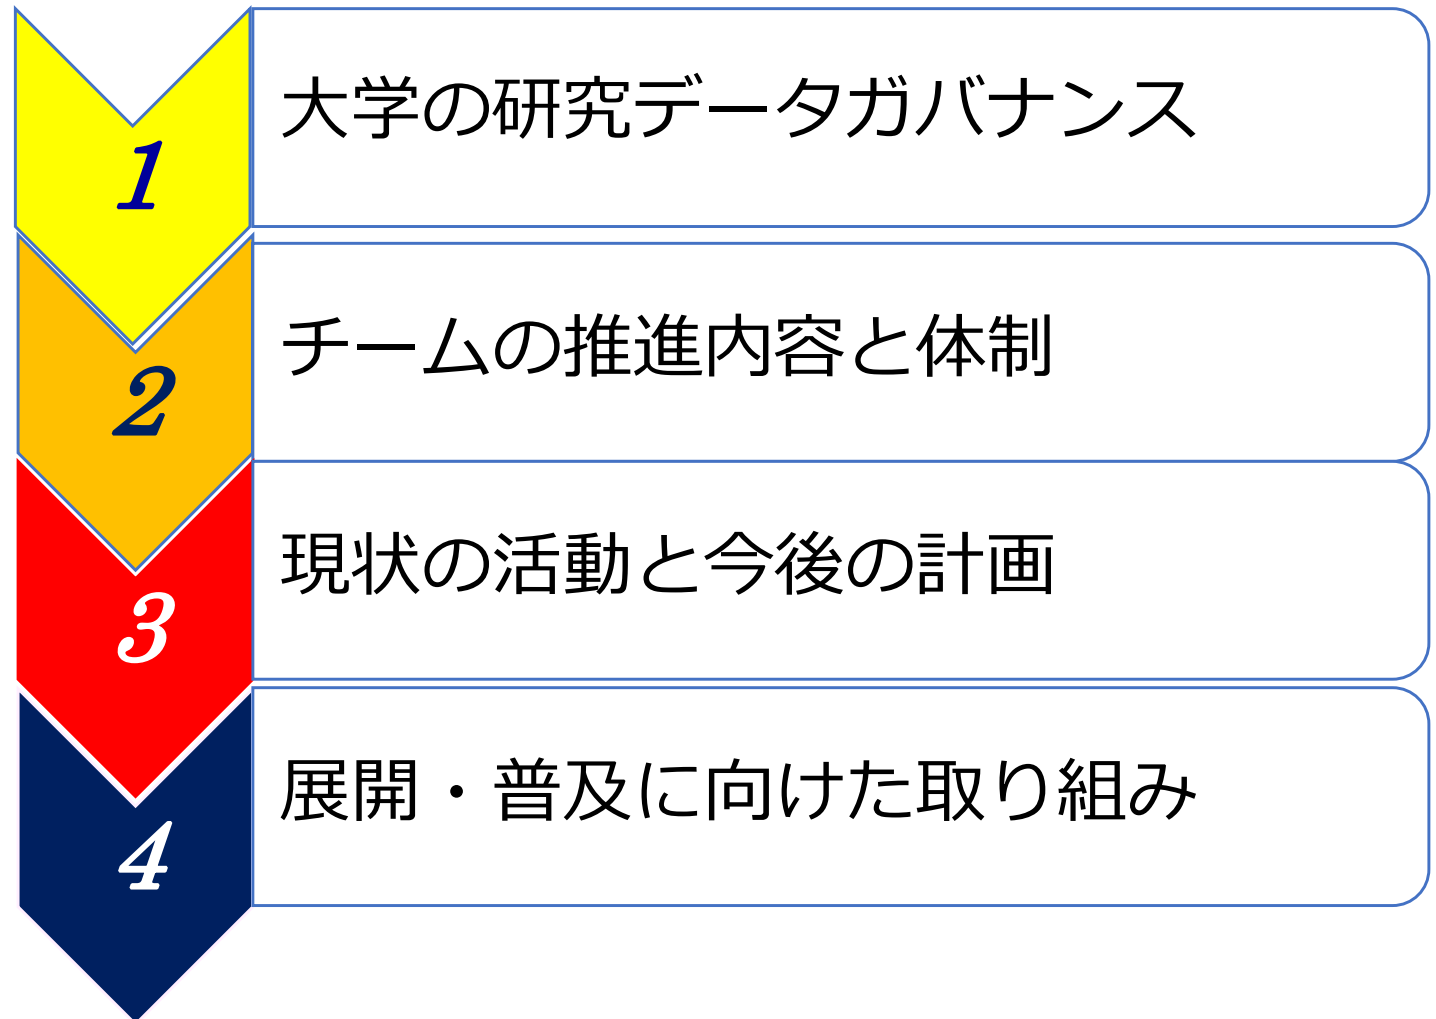 1
大学の研究データガバナンス
2
チームの推進内容と体制
3
現状の活動と今後の計画
4
展開・普及に向けた取り組み